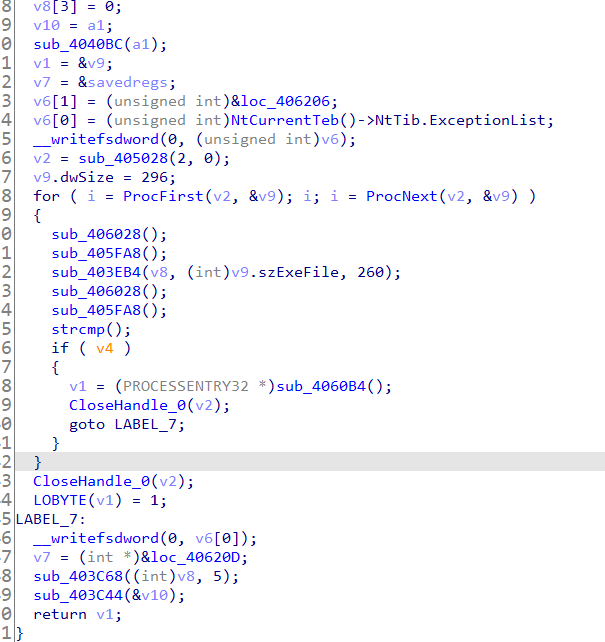 8 v8[3] = 0;
9 v10 = a1;
0 sub_4040BC(a1);
1 v1 = &v9;
2 v7 = &savedregs;
3 v6[1] = (unsigned int)&loc_406206;
4 v6[0] = (unsigned int)NtCurrentTeb()->NtTib.ExceptionList;
5 __writefsdword(0, (unsigned int)v6);
6 v2 = sub_405028(2, 0);
7 v9.dwSize = 296;
8 for ( i = ProcFirst(v2, &v9); i; i = ProcNext(v2, &v9) )
9 {
0 sub_406028();
1 sub_405FA8();
2 sub_403EB4(v8, (int)v9.szExeFile, 260);
3 sub_406028();
4 sub_405FA8();
5 strcmp();
6 if ( v4 )
7 {
8 v1 = (PROCESSENTRY32 *)sub_4060B4();
9 CloseHandle_0(v2);
0 goto LABEL_7;
1 }
2 }
3 CloseHandle_0(v2);
4 LOBYTE(v1) = 1;
5 LABEL_7:
6 __writefsdword(0, v6[0]);
7 v7 = (int *)&loc_40620D;
8 sub_403C68((int)v8, 5);
9 sub_403C44(&v10);
0 return v1;
1 }